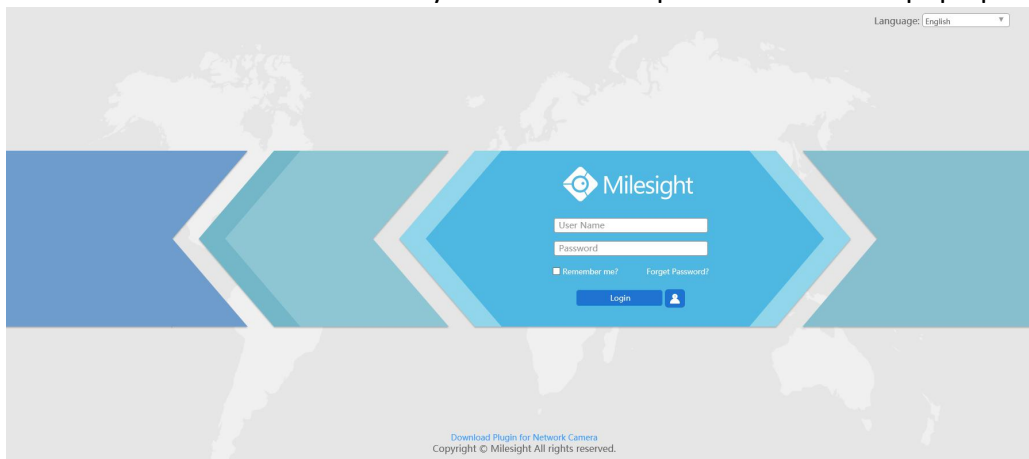 Language: English
Milesight
User Name
Password
Remember me? Forget Password?
Login
Download Plugin for Network Camera
Copyright © Milesight All rights reserved.